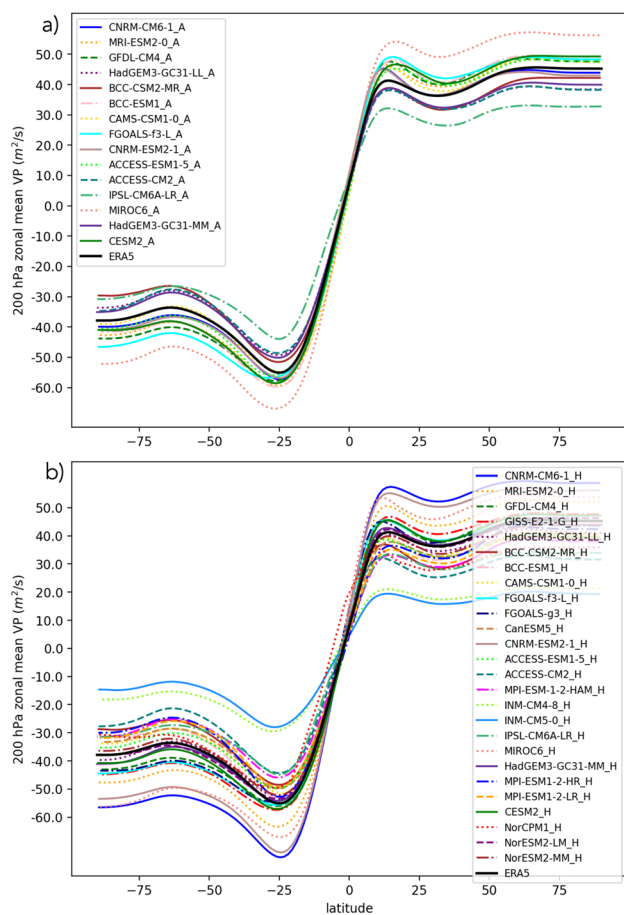 a)
CNRM-CM6-1_A
MRI-ESM2-0_A
GFDL-CM4_A
HadGEM3-GC31-LL_A
BCC-CSM2-MR_A
BCC-ESM1_A
CAMS-CSM1-0_A
FGOALS-f3-L_A
CNRM-ESM2-1_A
ACCESS-ESM1-5_A
ACCESS-CM2_A
IPSL-CM6A-LR_A
MIROC6_A
HadGEM3-GC31-MM_A
CESM2_A
ERA5
200 hPa zonal mean VP (m²/s)
50.0
40.0
30.0
20.0
10.0
0.0
-10.0
-20.0
-30.0
-40.0
-50.0
-60.0
−75
−50
−25
0
25
50
75
b)
CNRM-CM6-1_H
MRI-ESM2-0_H
GFDL-CM4_H
GISS-E2-1-G_H
HadGEM3-GC31-LL_H
BCC-CSM2-MR_H
BCC-ESM1_H
CAMS-CSM1-0_H
FGOALS-f3-L_H
FGOALS-g3_H
CanESM5_H
CNRM-ESM2-1_H
ACCESS-ESM1-5_H
ACCESS-CM2_H
MPI-ESM-1-2-HAM_H
INM-CM4-8_H
INM-CM5-0_H
IPSL-CM6A-LR_H
MIROC6_H
HadGEM3-GC31-MM_H
MPI-ESM1-2-HR_H
MPI-ESM1-2-LR_H
CESM2_H
NorCPM1_H
NorESM2-LM_H
NorESM2-MM_H
ERA5
200 hPa zonal mean VP (m²/s)
50.0
40.0
30.0
20.0
10.0
0.0
-10.0
-20.0
-30.0
-40.0
-50.0
-60.0
−75
−50
−25
0
25
50
75
latitude